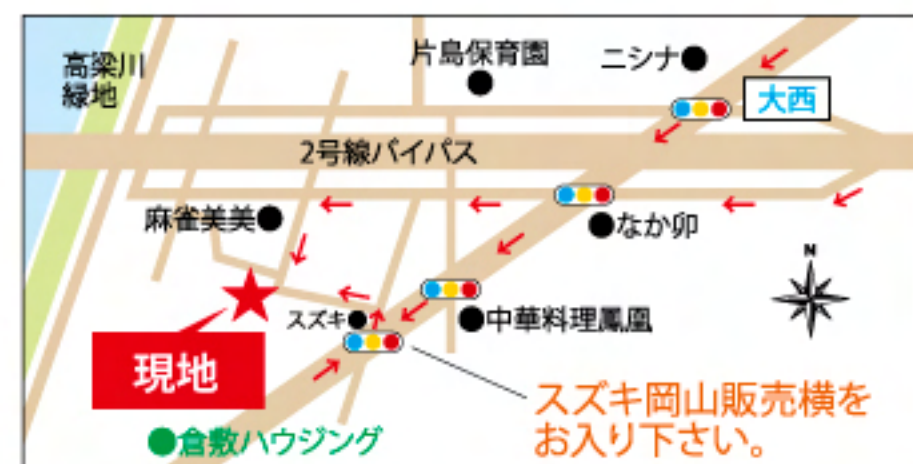 高梁川
緑地
片島保育園
ニシナ
大西
2号線バイパス
麻雀美美
なか卯
N
スズキ
中華料理鳳凰
現地
スズキ岡山販売横を
お入り下さい。
倉敷ハウジング